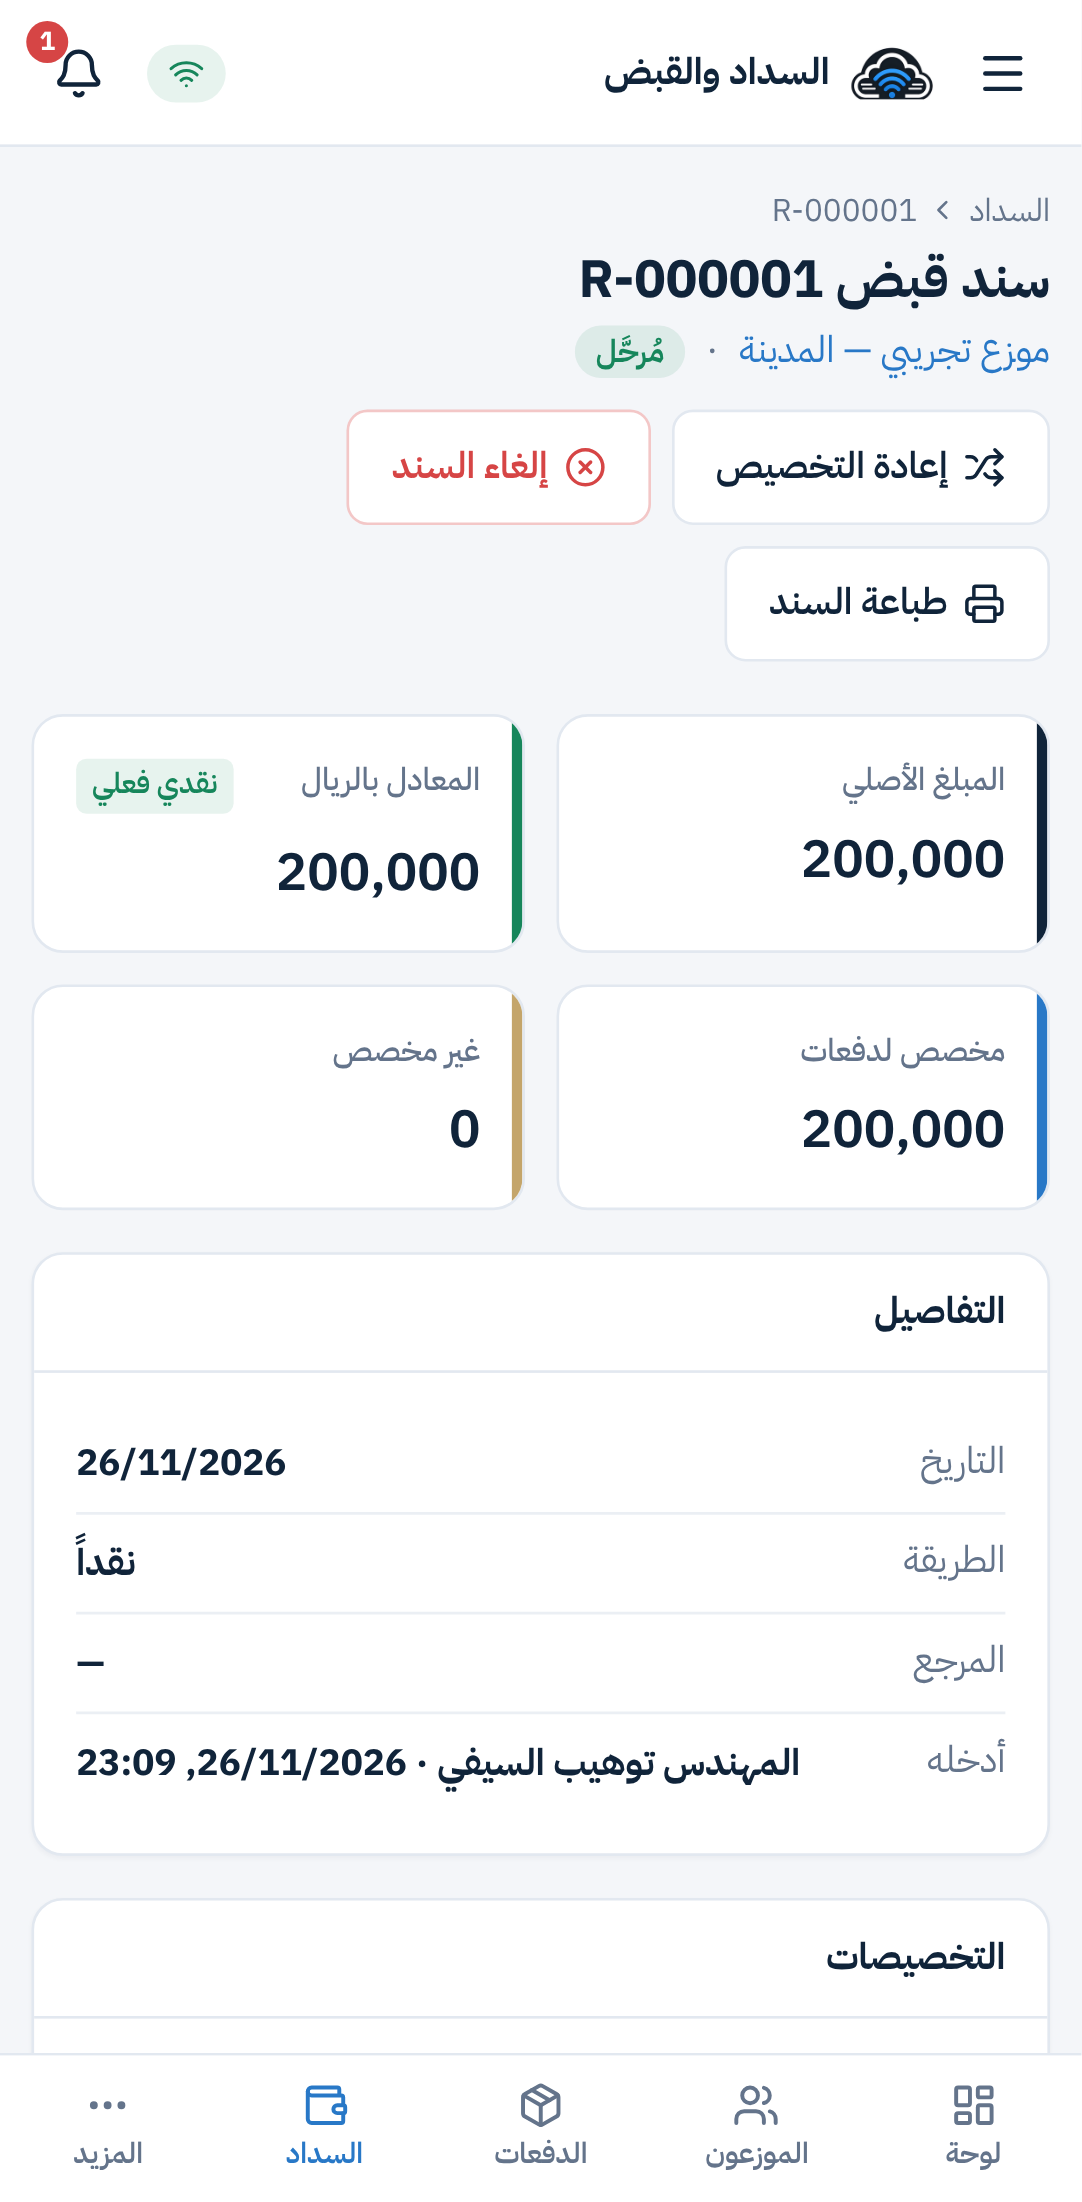 السداد والقبض
1
السداد > R-000001
سند قبض R-000001
موزع تجريبي – المدينة · مُرحَّل
إعادة التخصيص
إلغاء السند
طباعة السند
المبلغ الأصلي
200,000
المعادل بالريال نقدي فعلي
200,000
مخصص لدفعات
200,000
غير مخصص
0
التفاصيل
التاريخ 26/11/2026
الطريقة نقداً
المرجع –
أدخله المهندس توهيب السيفي · 26/11/2026, 23:09
التخصيصات
لوحة
الموزعون
الدفعات
السداد
المزيد